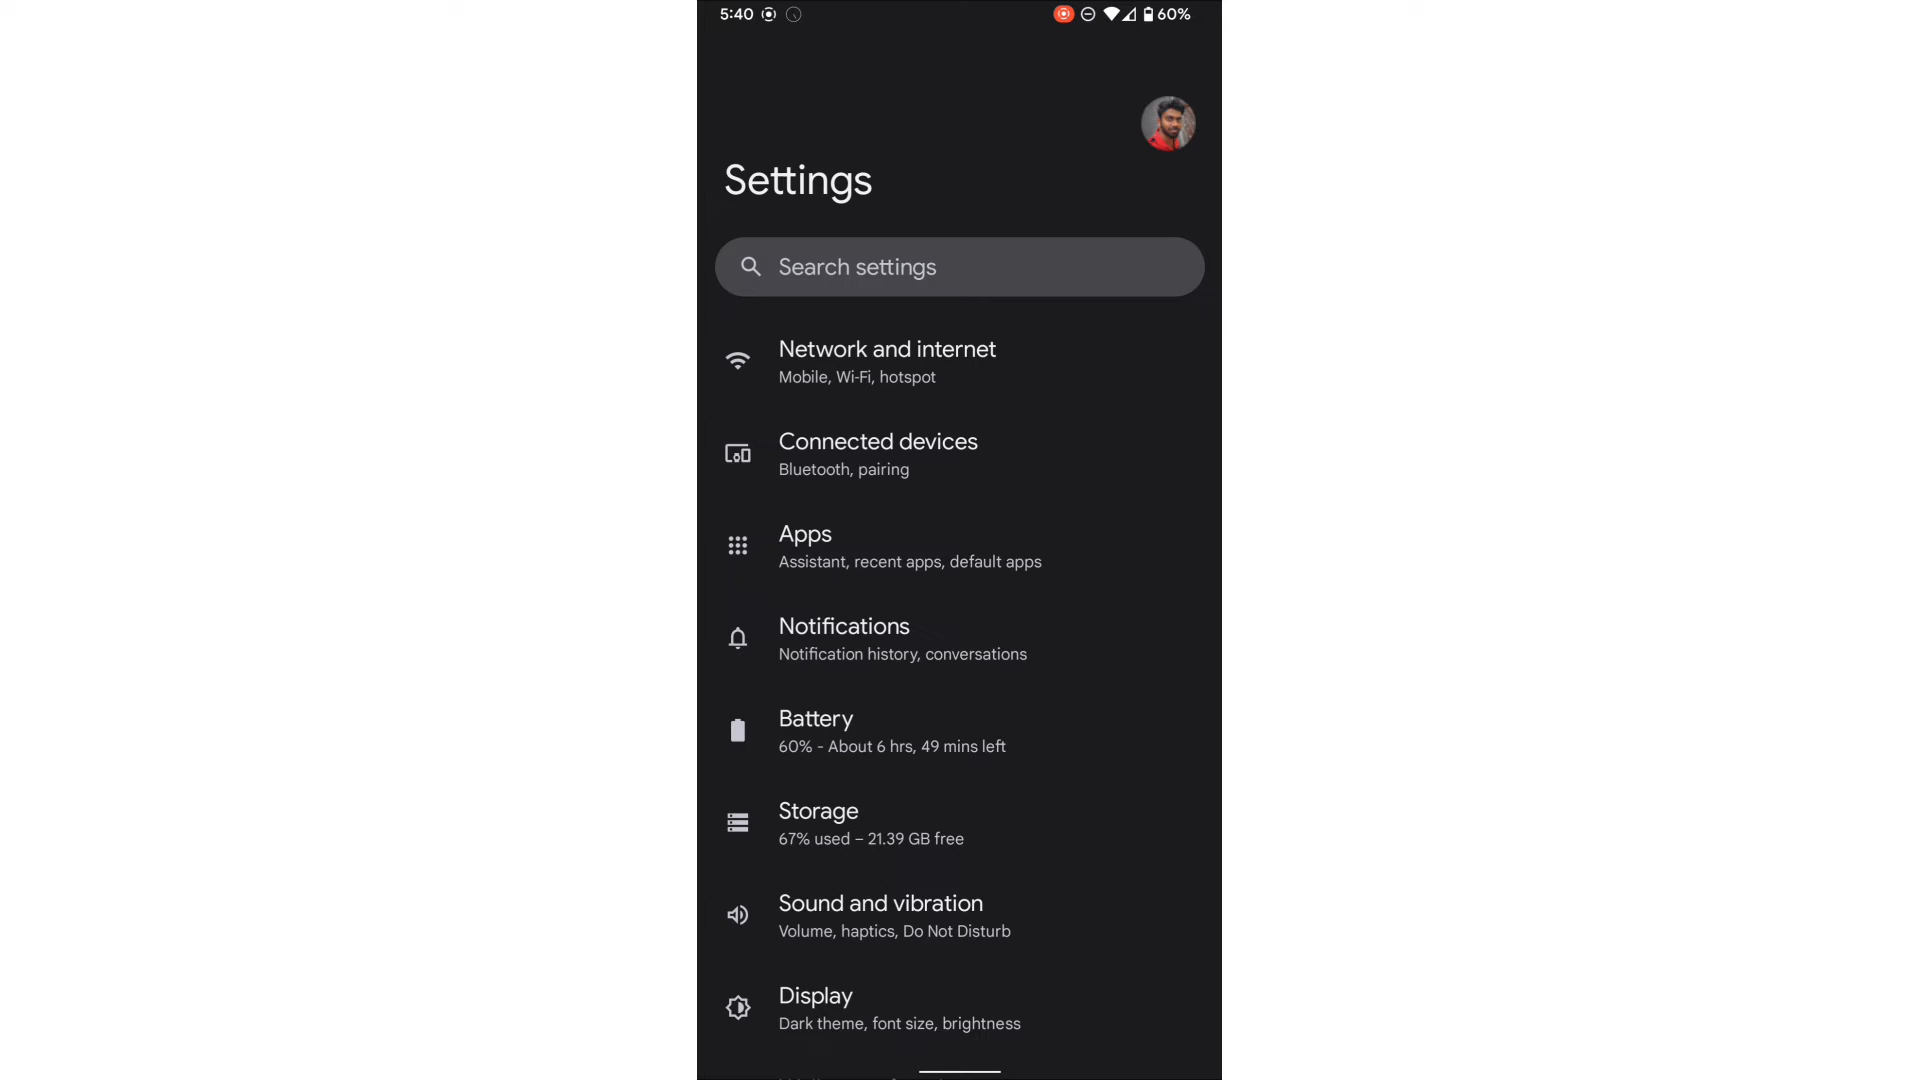 5:40
60%
Settings
Search settings
Network and internet
Mobile, Wi-Fi, hotspot
Connected devices
Bluetooth, pairing
Apps
Assistant, recent apps, default apps
Notifications
Notification history, conversations
Battery
60% - About 6 hrs, 49 mins left
Storage
67% used – 21.39 GB free
Sound and vibration
Volume, haptics, Do Not Disturb
Display
Dark theme, font size, brightness